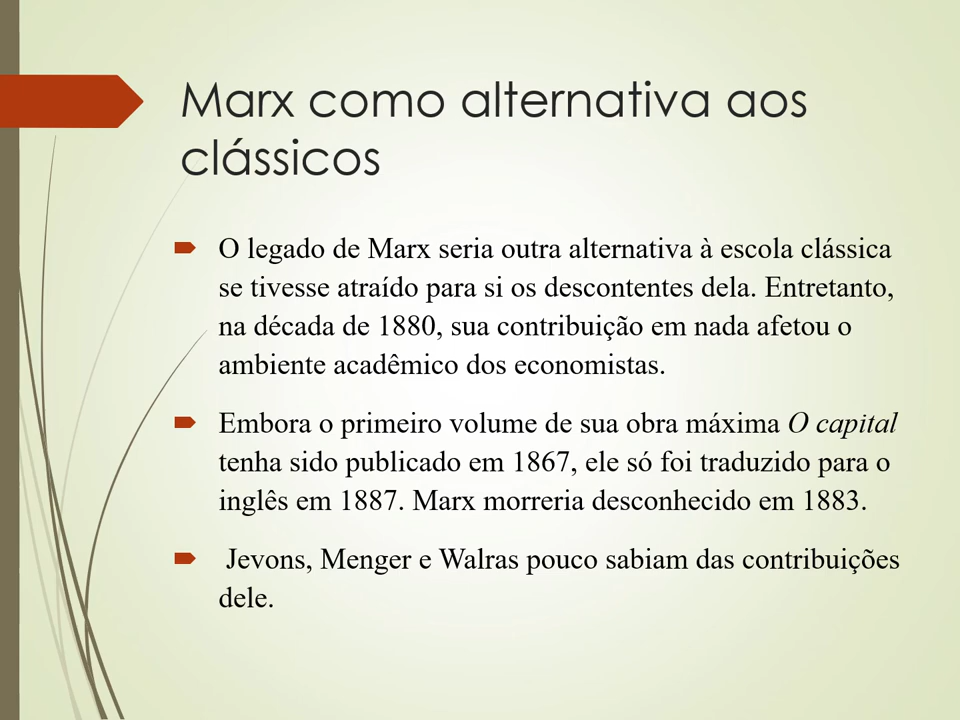 Marx como alternativa aos
clássicos
O legado de Marx seria outra alternativa à escola clássica
se tivesse atraído para si os descontentes dela. Entretanto,
na década de 1880, sua contribuição em nada afetou o
ambiente acadêmico dos economistas.
Embora o primeiro volume de sua obra máxima O capital
tenha sido publicado em 1867, ele só foi traduzido para o
inglês em 1887. Marx morreria desconhecido em 1883.
Jevons, Menger e Walras pouco sabiam das contribuições
dele.